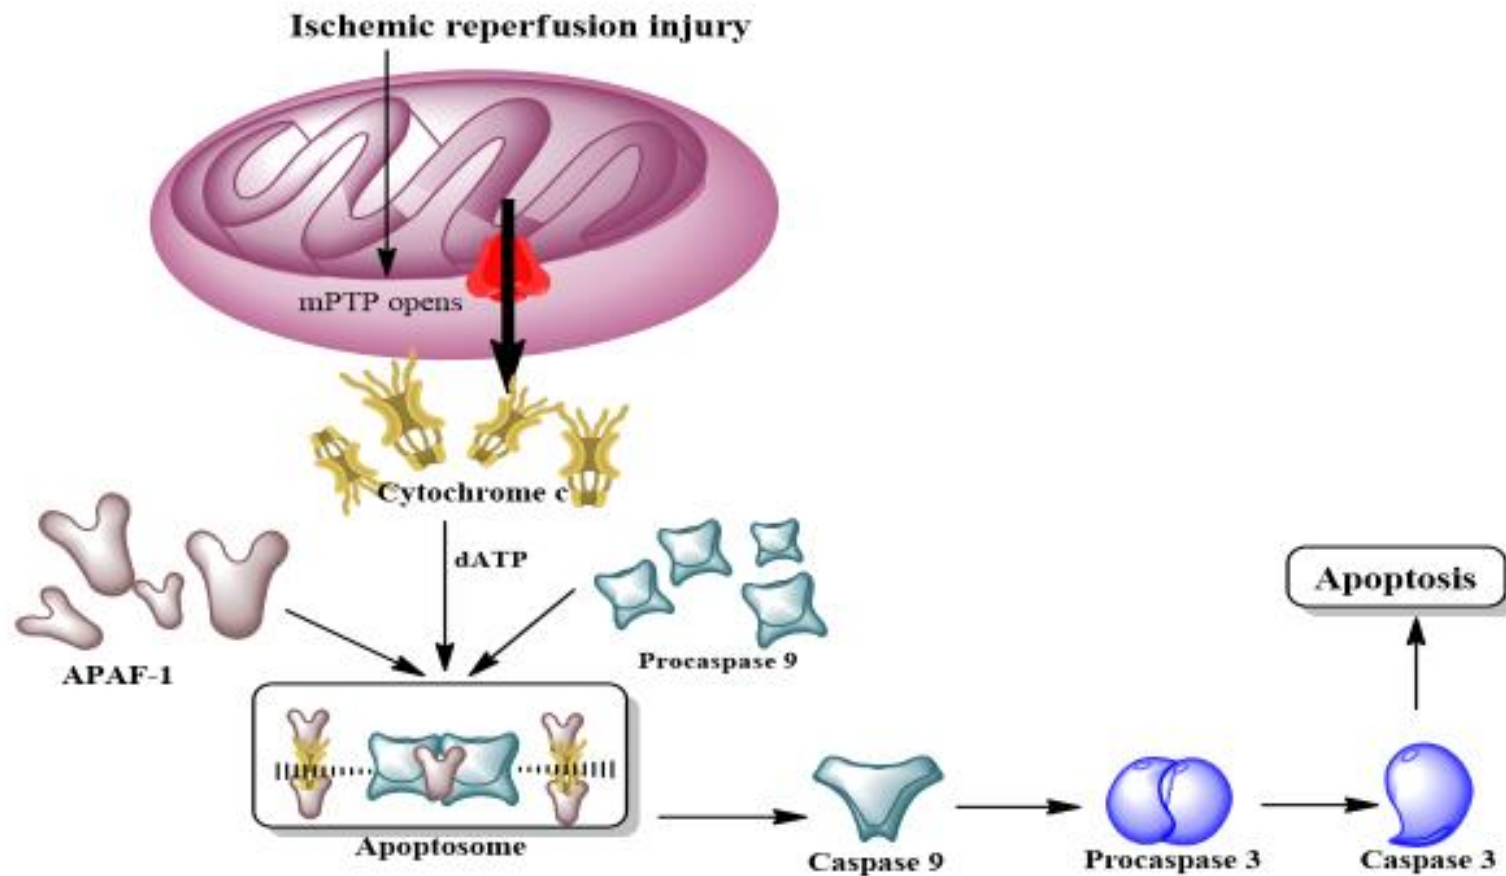 Ischemic reperfusion injury
mPTP opens
Cytochrome c
dATP
APAF-1
Procaspase 9
Apoptosome
Caspase 9
Procaspase 3
Caspase 3
Apoptosis